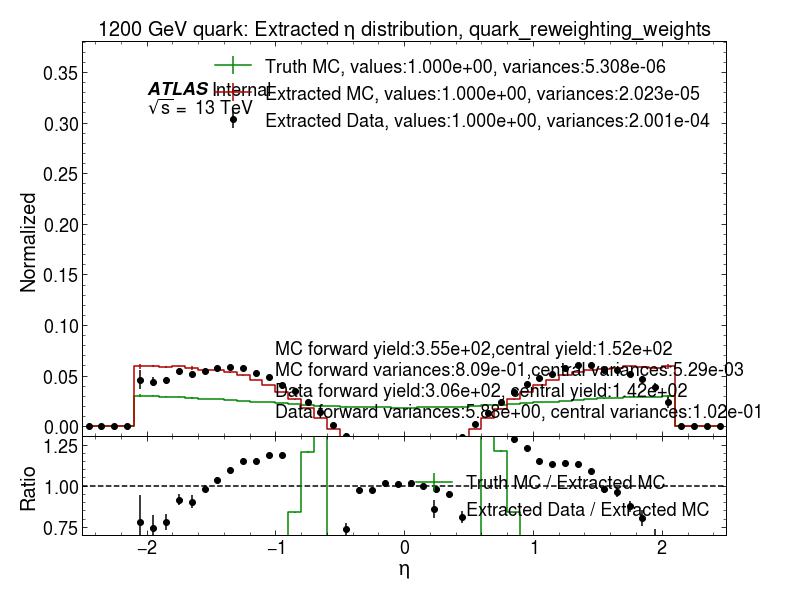 1200 GeV quark: Extracted η distribution, quark_reweighting_weights
Truth MC, values:1.000e+00, variances:5.308e-06
ATLAS Internal
Extracted MC, values:1.000e+00, variances:2.023e-05
√s = 13 TeV
Extracted Data, values:1.000e+00, variances:2.001e-04
Normalized
0.35
0.30
0.25
0.20
0.15
0.10
0.05
0.00
MC forward yield:3.55e+02,central yield:1.52e+02
MC forward variances:8.09e-01,central variances:5.29e-03
Data forward yield:3.06e+02, central yield:1.42e+02
Data forward central variances:1.02e-01
Ratio
1.25
1.00
0.75
Truth MC / Extracted MC
Extracted Data / Extracted MC
−2 −1 0 1 2
η